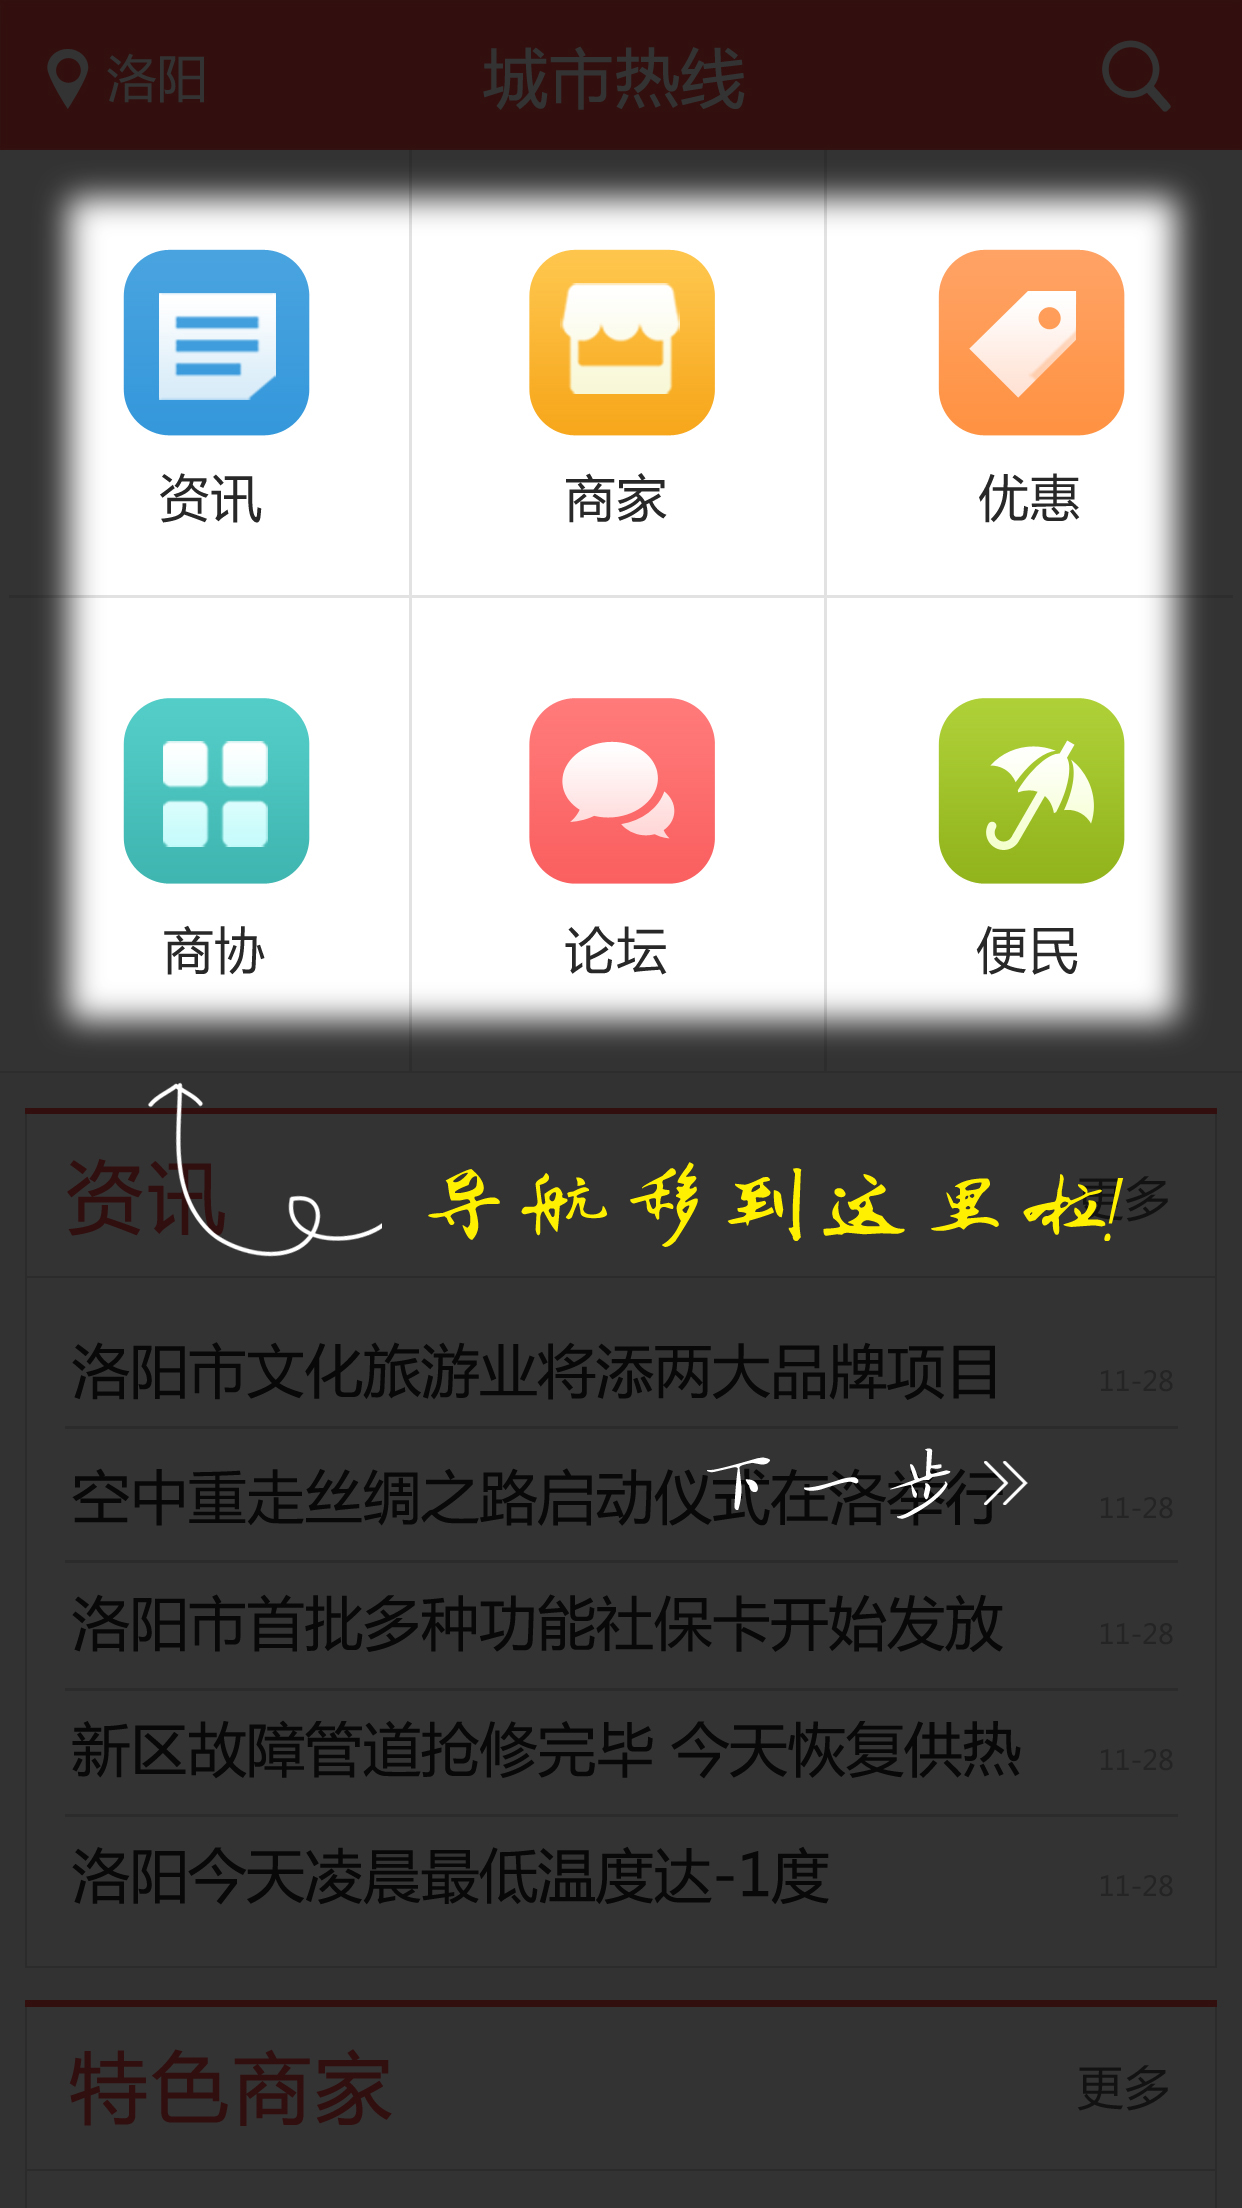 洛阳 城市热线
资讯 商家 优惠
商协 论坛 便民
资讯 更多
导航移到这里啦!
洛阳市文化旅游业将添两大品牌项目 11-28
空中重走丝绸之路启动仪式在洛举行 11-28
下一步
洛阳市首批多种功能社保卡开始发放 11-28
新区故障管道抢修完毕 今天恢复供热 11-28
洛阳今天凌晨最低温度达-1度 11-28
特色商家 更多